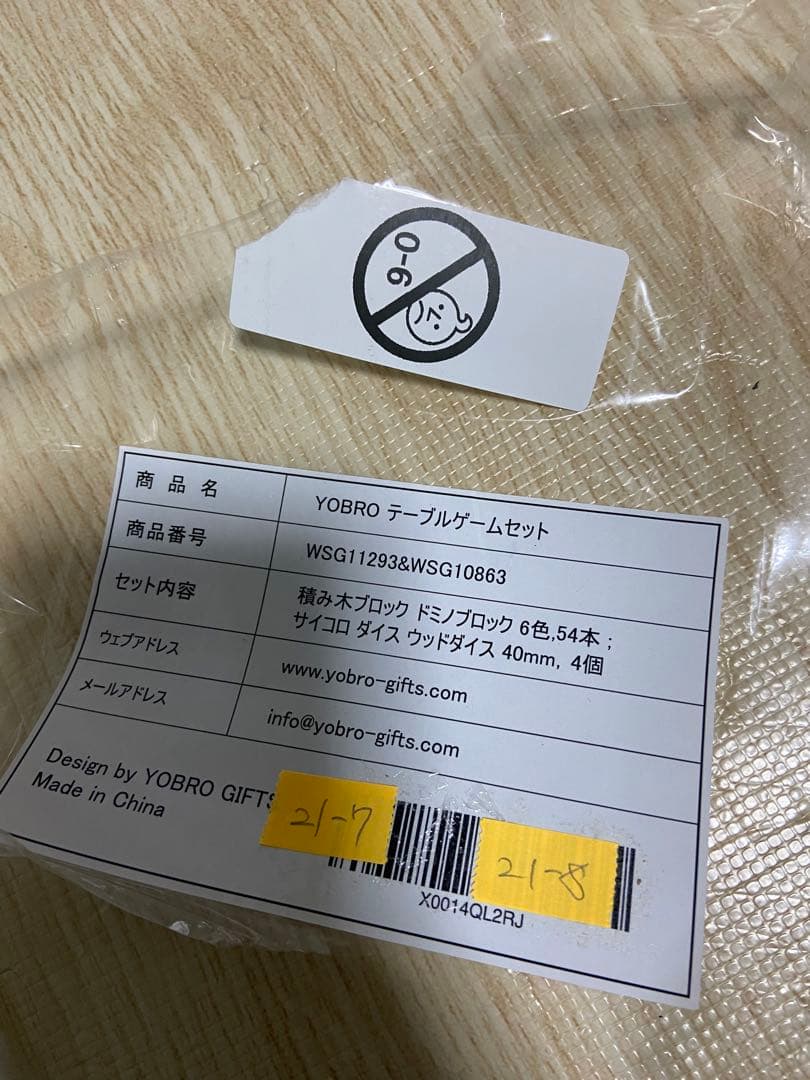 0-6
商品名
YOBRO テーブルゲームセット
商品番号
WSG11293&WSG10863
セット内容
積み木ブロック ドミノブロック 6色,54本 ;
サイコロ ダイス ウッドダイス 40mm, 4個
ウェブアドレス
www.yobro-gifts.com
メールアドレス
info@yobro-gifts.com
Design by YOBRO GIFTS
Made in China
21-7
21-8
X0014QL2RJ